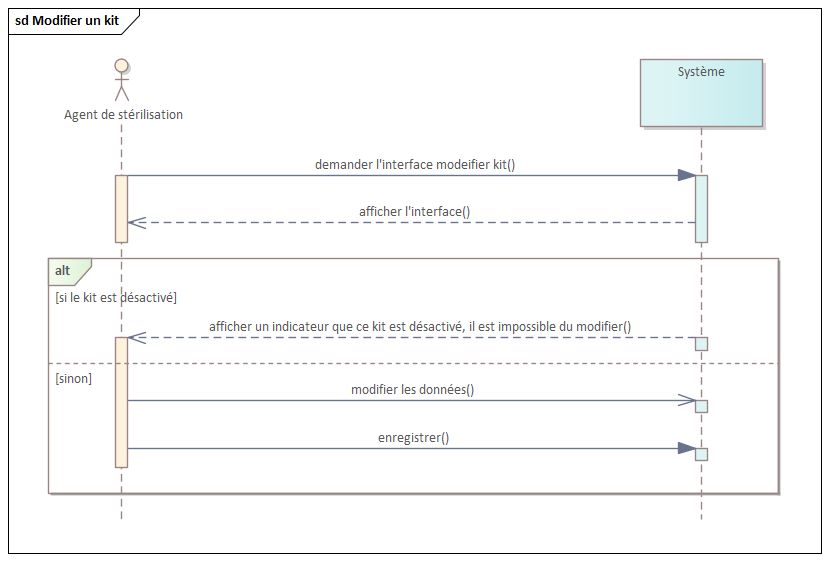 sd Modifier un kit
Agent de stérilisation
Système
demander l'interface modeifier kit()
afficher l'interface()
alt
[si le kit est désactivé]
afficher un indicateur que ce kit est désactivé, il est impossible du modifier()
[sinon]
modifier les données()
enregistrer()